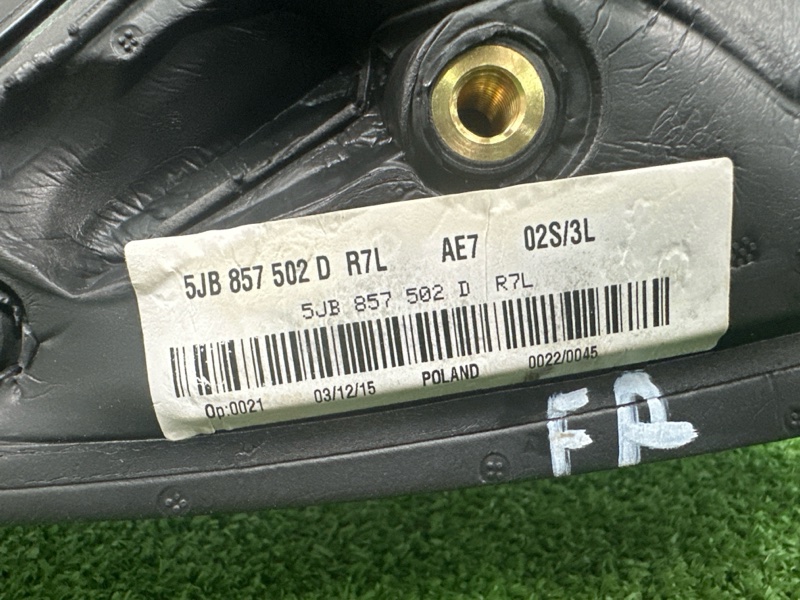 5JB 857 502 D R7L AE7 02S/3L
5JB 857 502 D R7L
Op:0021 03/12/15 POLAND 0022/0045
FR